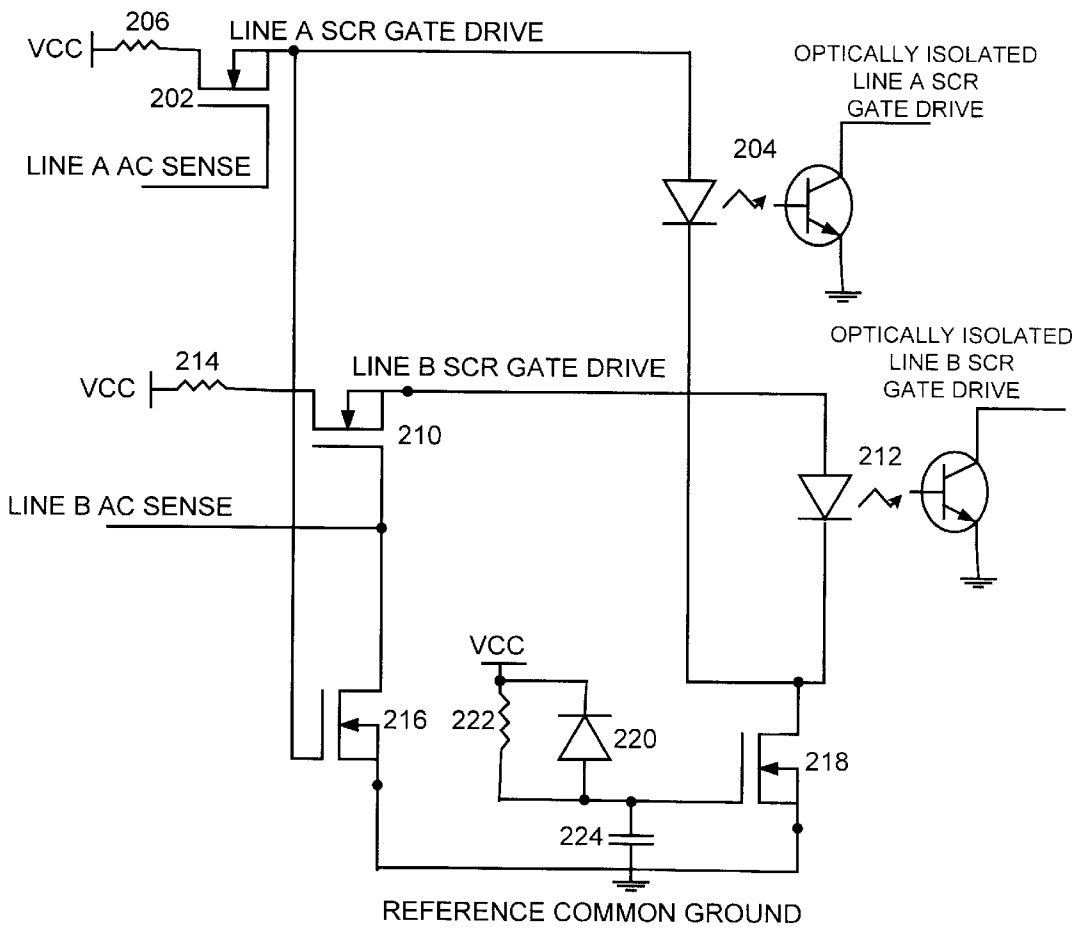 206
LINE A SCR GATE DRIVE
VCC
OPTICALLY ISOLATED
LINE A SCR
GATE DRIVE
202
204
LINE A AC SENSE
OPTICALLY ISOLATED
LINE B SCR
GATE DRIVE
214
LINE B SCR GATE DRIVE
VCC
210
212
LINE B AC SENSE
VCC
216
222
220
218
224
REFERENCE COMMON GROUND